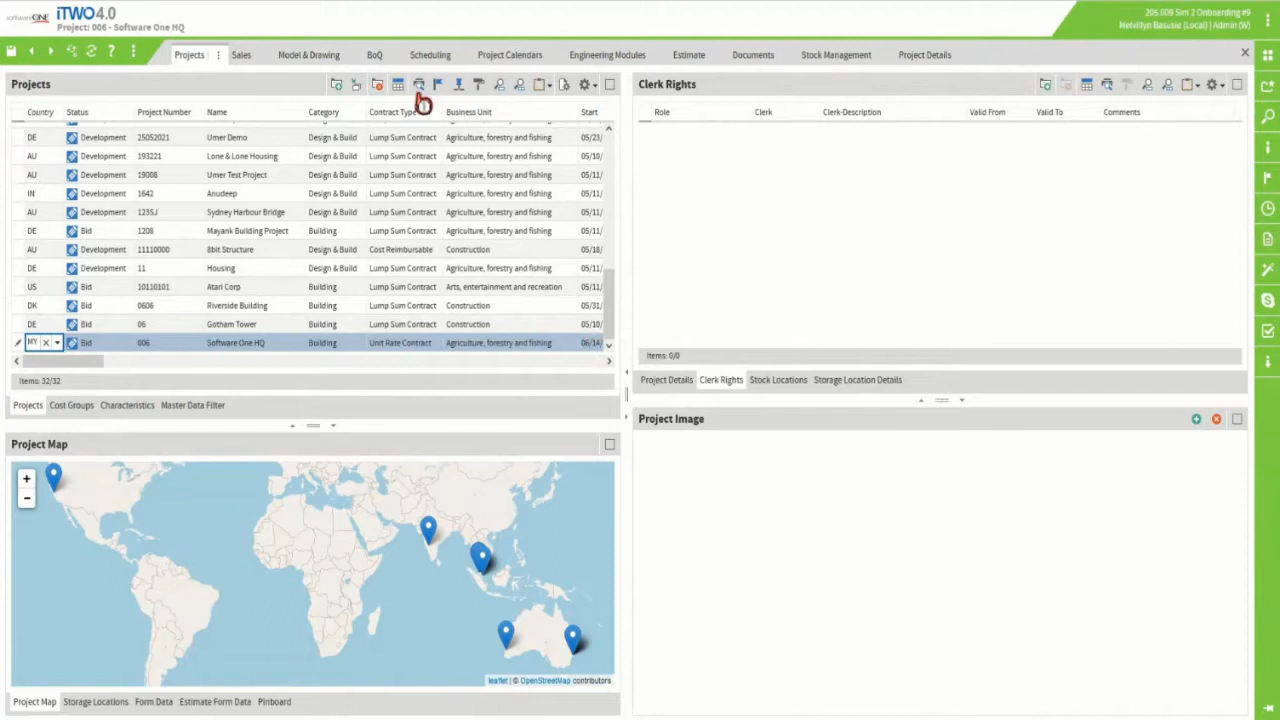 softwareONE iTWO 4.0
Project: 006 - Software One HQ
205.009 Sim 2 Onboarding #9
Melvillyn Basusie (Local) | Admin (W)
Projects Sales Model & Drawing BoQ Scheduling Project Calendars Engineering Modules Estimate Documents Stock Management Project Details
Projects
Country Status Project Number Name Category Contract Type Business Unit Start
DE Development 25052021 Umer Demo Design & Build Lump Sum Contract Agriculture, forestry and fishing 05/23/
AU Development 193221 Lone & Lone Housing Design & Build Lump Sum Contract Agriculture, forestry and fishing 05/10/
AU Development 19008 Umer Test Project Design & Build Lump Sum Contract Agriculture, forestry and fishing 05/11/
IN Development 1642 Anudeep Design & Build Lump Sum Contract Agriculture, forestry and fishing 05/11/
AU Development 1235J Sydney Harbour Bridge Design & Build Lump Sum Contract Agriculture, forestry and fishing 05/11/
DE Bid 1208 Mayank Building Project Building Lump Sum Contract Agriculture, forestry and fishing 05/11/
AU Development 11110000 8bit Structure Design & Build Cost Reimbursable Construction 05/18/
DE Development 11 Housing Design & Build Lump Sum Contract Agriculture, forestry and fishing 05/11/
US Bid 10110101 Atari Corp Building Lump Sum Contract Arts, entertainment and recreation 05/11/
DK Bid 0606 Riverside Building Building Lump Sum Contract Construction 05/31/
DE Bid 06 Gotham Tower Building Lump Sum Contract Construction 05/10/
MY Bid 006 Software One HQ Building Unit Rate Contract Agriculture, forestry and fishing 06/14/
Items: 32/32
Projects Cost Groups Characteristics Master Data Filter
Project Map
+
−
leaflet | © OpenStreetMap contributors
Project Map Storage Locations Form Data Estimate Form Data Pinboard
Clerk Rights
Role Clerk Clerk-Description Valid From Valid To Comments
Items: 0/0
Project Details Clerk Rights Stock Locations Storage Location Details
Project Image